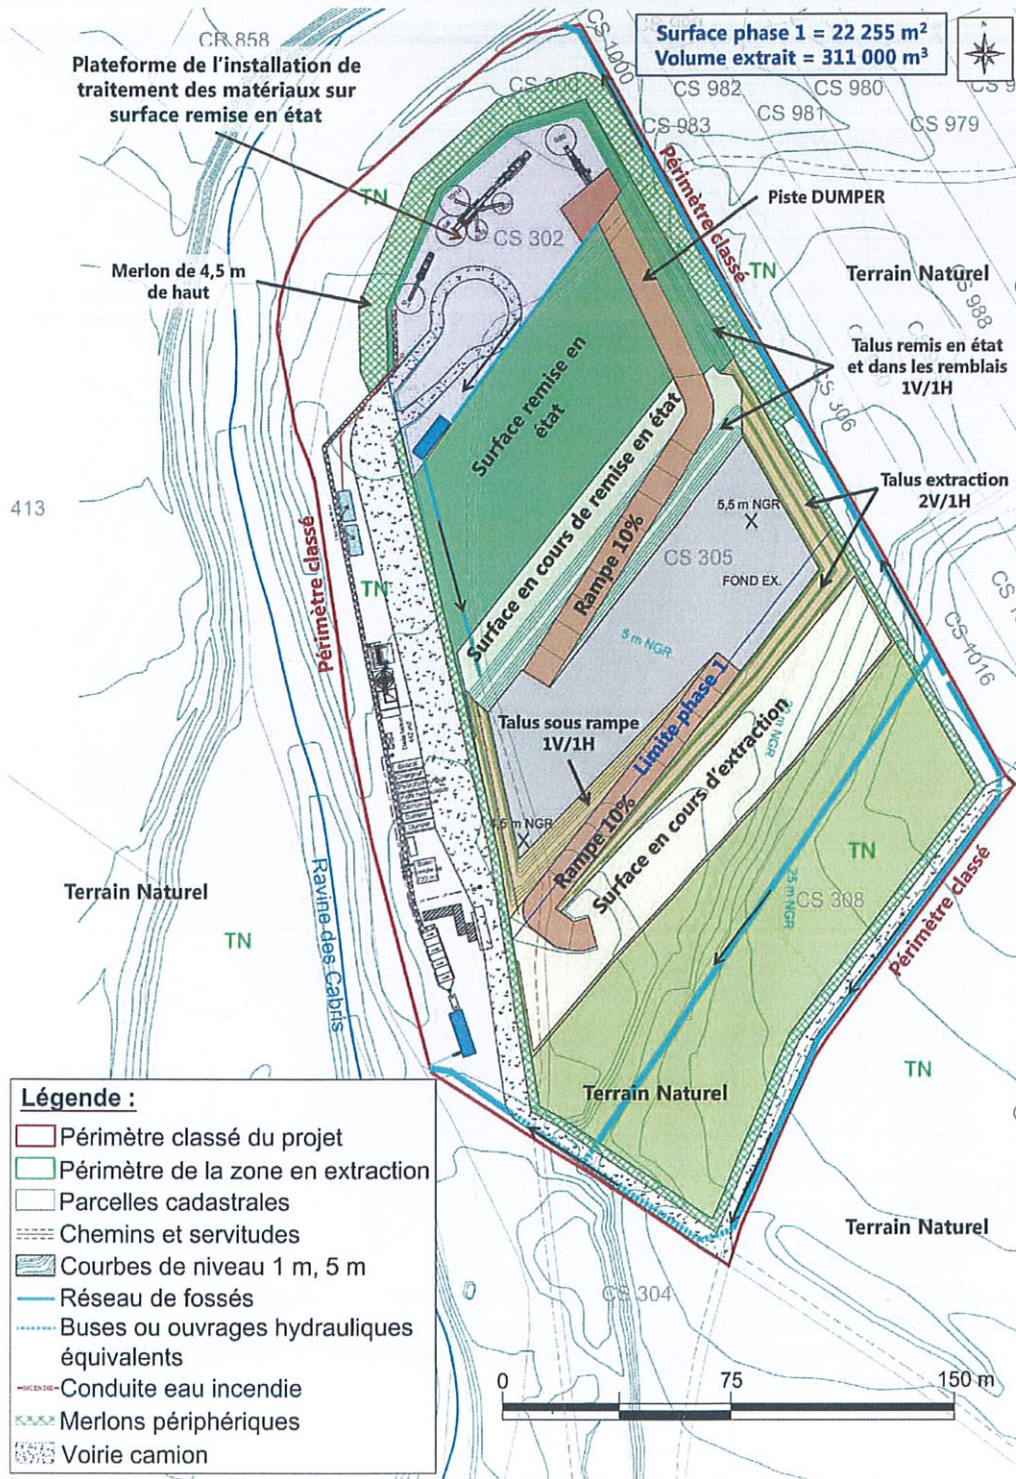 Surface phase 1 = 22 255 m²
Volume extrait = 311 000 m³
N
CR 858
CS 1000
CS 300
CS 982
CS 980
CS 981
CS 983
CS 979
Plateforme de l'installation de
traitement des matériaux sur
surface remise en état
TN
CS 302
Périmètre classé
Piste DUMPER
TN
Terrain Naturel
CS 988
Merlon de 4,5 m
de haut
Talus remis en état
et dans les remblais
1V/1H
CS 306
Surface remise en
état
Surface en cours de remise en état
Rampe 10%
Talus extraction
2V/1H
5,5 m NGR
CS 305
FOND EX.
413
Périmètre classé
TN
5 m NGR
CS 1016
Talus sous rampe
1V/1H
Limite phase 1
Rampe 10%
Surface en cours d'extraction
25 m NGR
TN
CS 308
Périmètre classé
Terrain Naturel
TN
Ravine des Cabris
TN
Terrain Naturel
Terrain Naturel
CS 304
Légende :
Périmètre classé du projet
Périmètre de la zone en extraction
Parcelles cadastrales
Chemins et servitudes
Courbes de niveau 1 m, 5 m
Réseau de fossés
Buses ou ouvrages hydrauliques
équivalents
INCENDIE
Conduite eau incendie
Merlons périphériques
Voirie camion
0 75 150 m